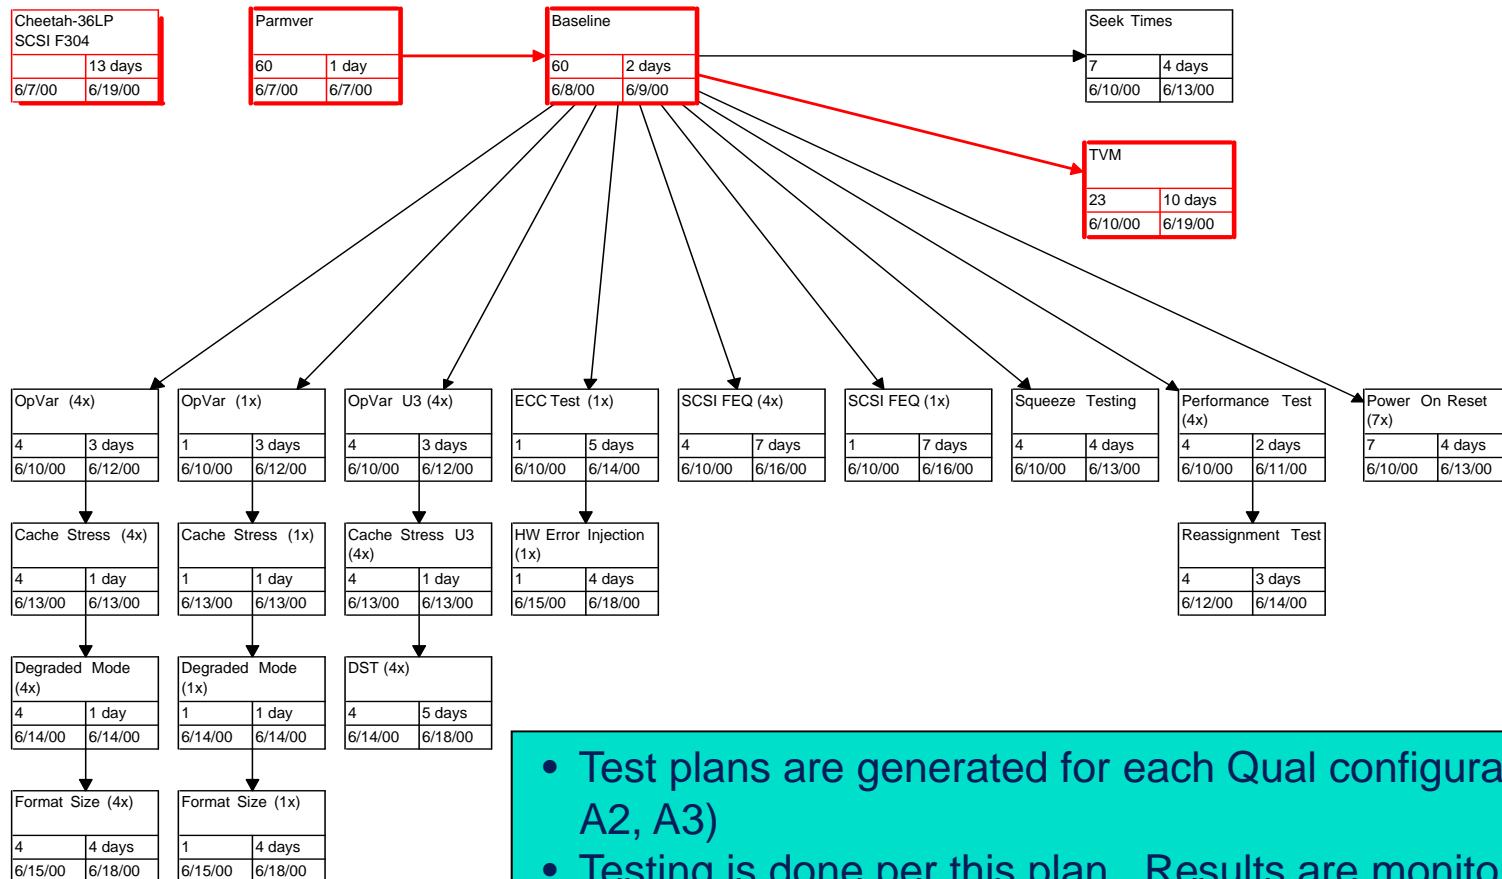 Cheetah-36LP
SCSI F304
13 days
6/7/00 6/19/00
Parmver
60 1 day
6/7/00 6/7/00
Baseline
60 2 days
6/8/00 6/9/00
Seek Times
7 4 days
6/10/00 6/13/00
TVM
23 10 days
6/10/00 6/19/00
OpVar (4x)
4 3 days
6/10/00 6/12/00
OpVar (1x)
1 3 days
6/10/00 6/12/00
OpVar U3 (4x)
4 3 days
6/10/00 6/12/00
ECC Test (1x)
1 5 days
6/10/00 6/14/00
SCSI FEQ (4x)
4 7 days
6/10/00 6/16/00
SCSI FEQ (1x)
1 7 days
6/10/00 6/16/00
Squeeze Testing
4 4 days
6/10/00 6/13/00
Performance Test
(4x)
4 2 days
6/10/00 6/11/00
Power On Reset
(7x)
7 4 days
6/10/00 6/13/00
Cache Stress (4x)
4 1 day
6/13/00 6/13/00
Cache Stress (1x)
1 1 day
6/13/00 6/13/00
Cache Stress U3
(4x)
4 1 day
6/13/00 6/13/00
HW Error Injection
(1x)
1 4 days
6/15/00 6/18/00
Reassignment Test
4 3 days
6/12/00 6/14/00
Degraded Mode
(4x)
4 1 day
6/14/00 6/14/00
Degraded Mode
(1x)
1 1 day
6/14/00 6/14/00
DST (4x)
4 5 days
6/14/00 6/18/00
Format Size (4x)
4 4 days
6/15/00 6/18/00
Format Size (1x)
1 4 days
6/15/00 6/18/00
• Test plans are generated for each Qual configura
A2, A3)
• Testing is done per this plan. Results are monito